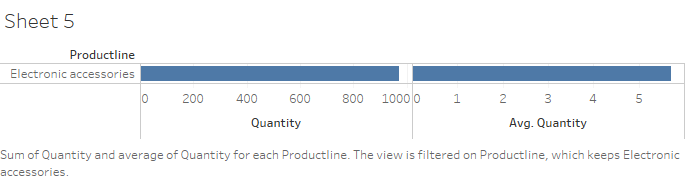 Sheet 5
Productline
Electronic accessories
0 200 400 600 800 1000 0 1 2 3 4 5
Quantity Avg. Quantity
Sum of Quantity and average of Quantity for each Productline. The view is filtered on Productline, which keeps Electronic
accessories.